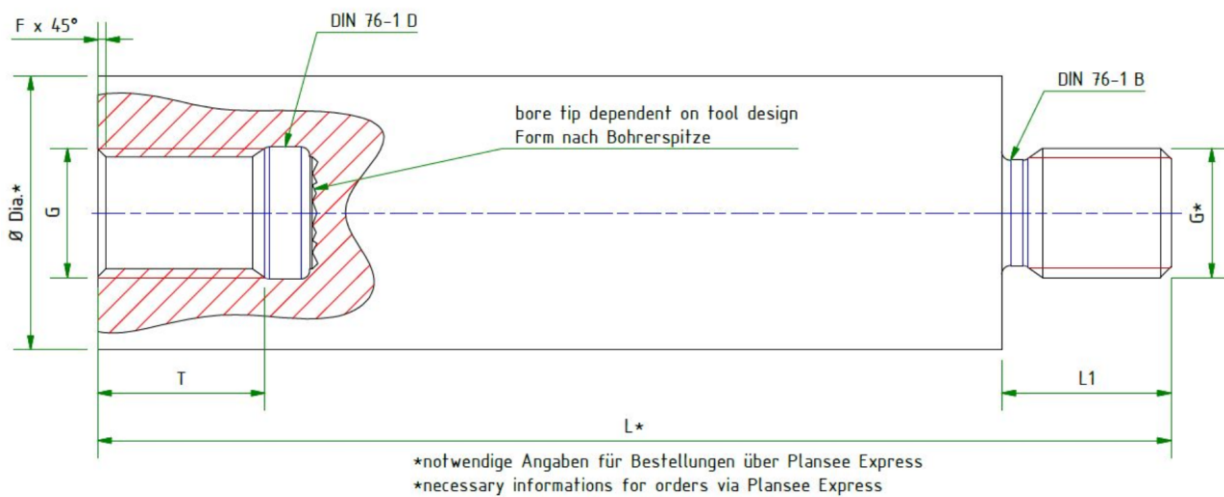 F x 45°
DIN 76-1 D
DIN 76-1 B
bore tip dependent on tool design
Form nach Bohrerspitze
Ø Dia.*
G
G*
T
L1
L*
*notwendige Angaben für Bestellungen über Plansee Express
*necessary informations for orders via Plansee Express